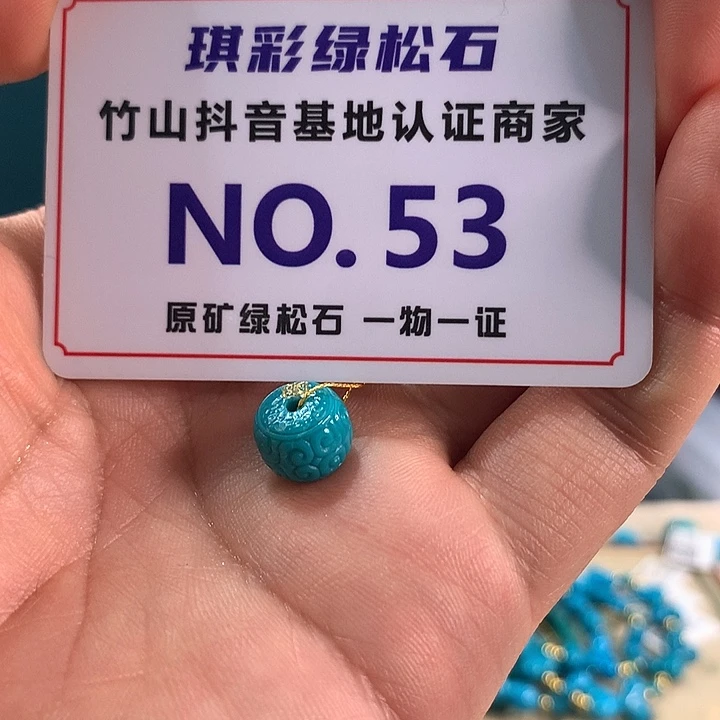 琪彩绿松石
竹山抖音基地认证商家
NO.53
原矿绿松石 一物一证